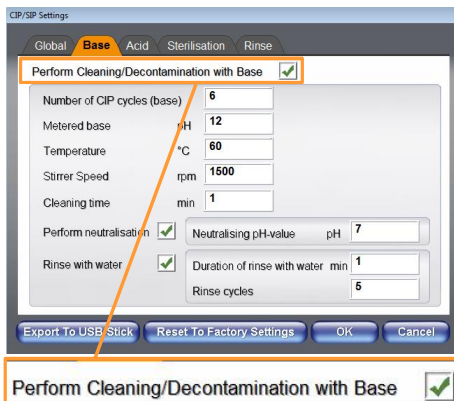 CIP/SIP Settings
Global Base Acid Sterilisation Rinse
Perform Cleaning/Decontamination with Base
Number of CIP cycles (base) 6
Metered base pH 12
Temperature °C 60
Stirrer Speed rpm 1500
Cleaning time min 1
Perform neutralisation Neutralising pH-value pH 7
Rinse with water Duration of rinse with water min 1
Rinse cycles 5
Export To USB Stick Reset To Factory Settings OK Cancel
Perform Cleaning/Decontamination with Base